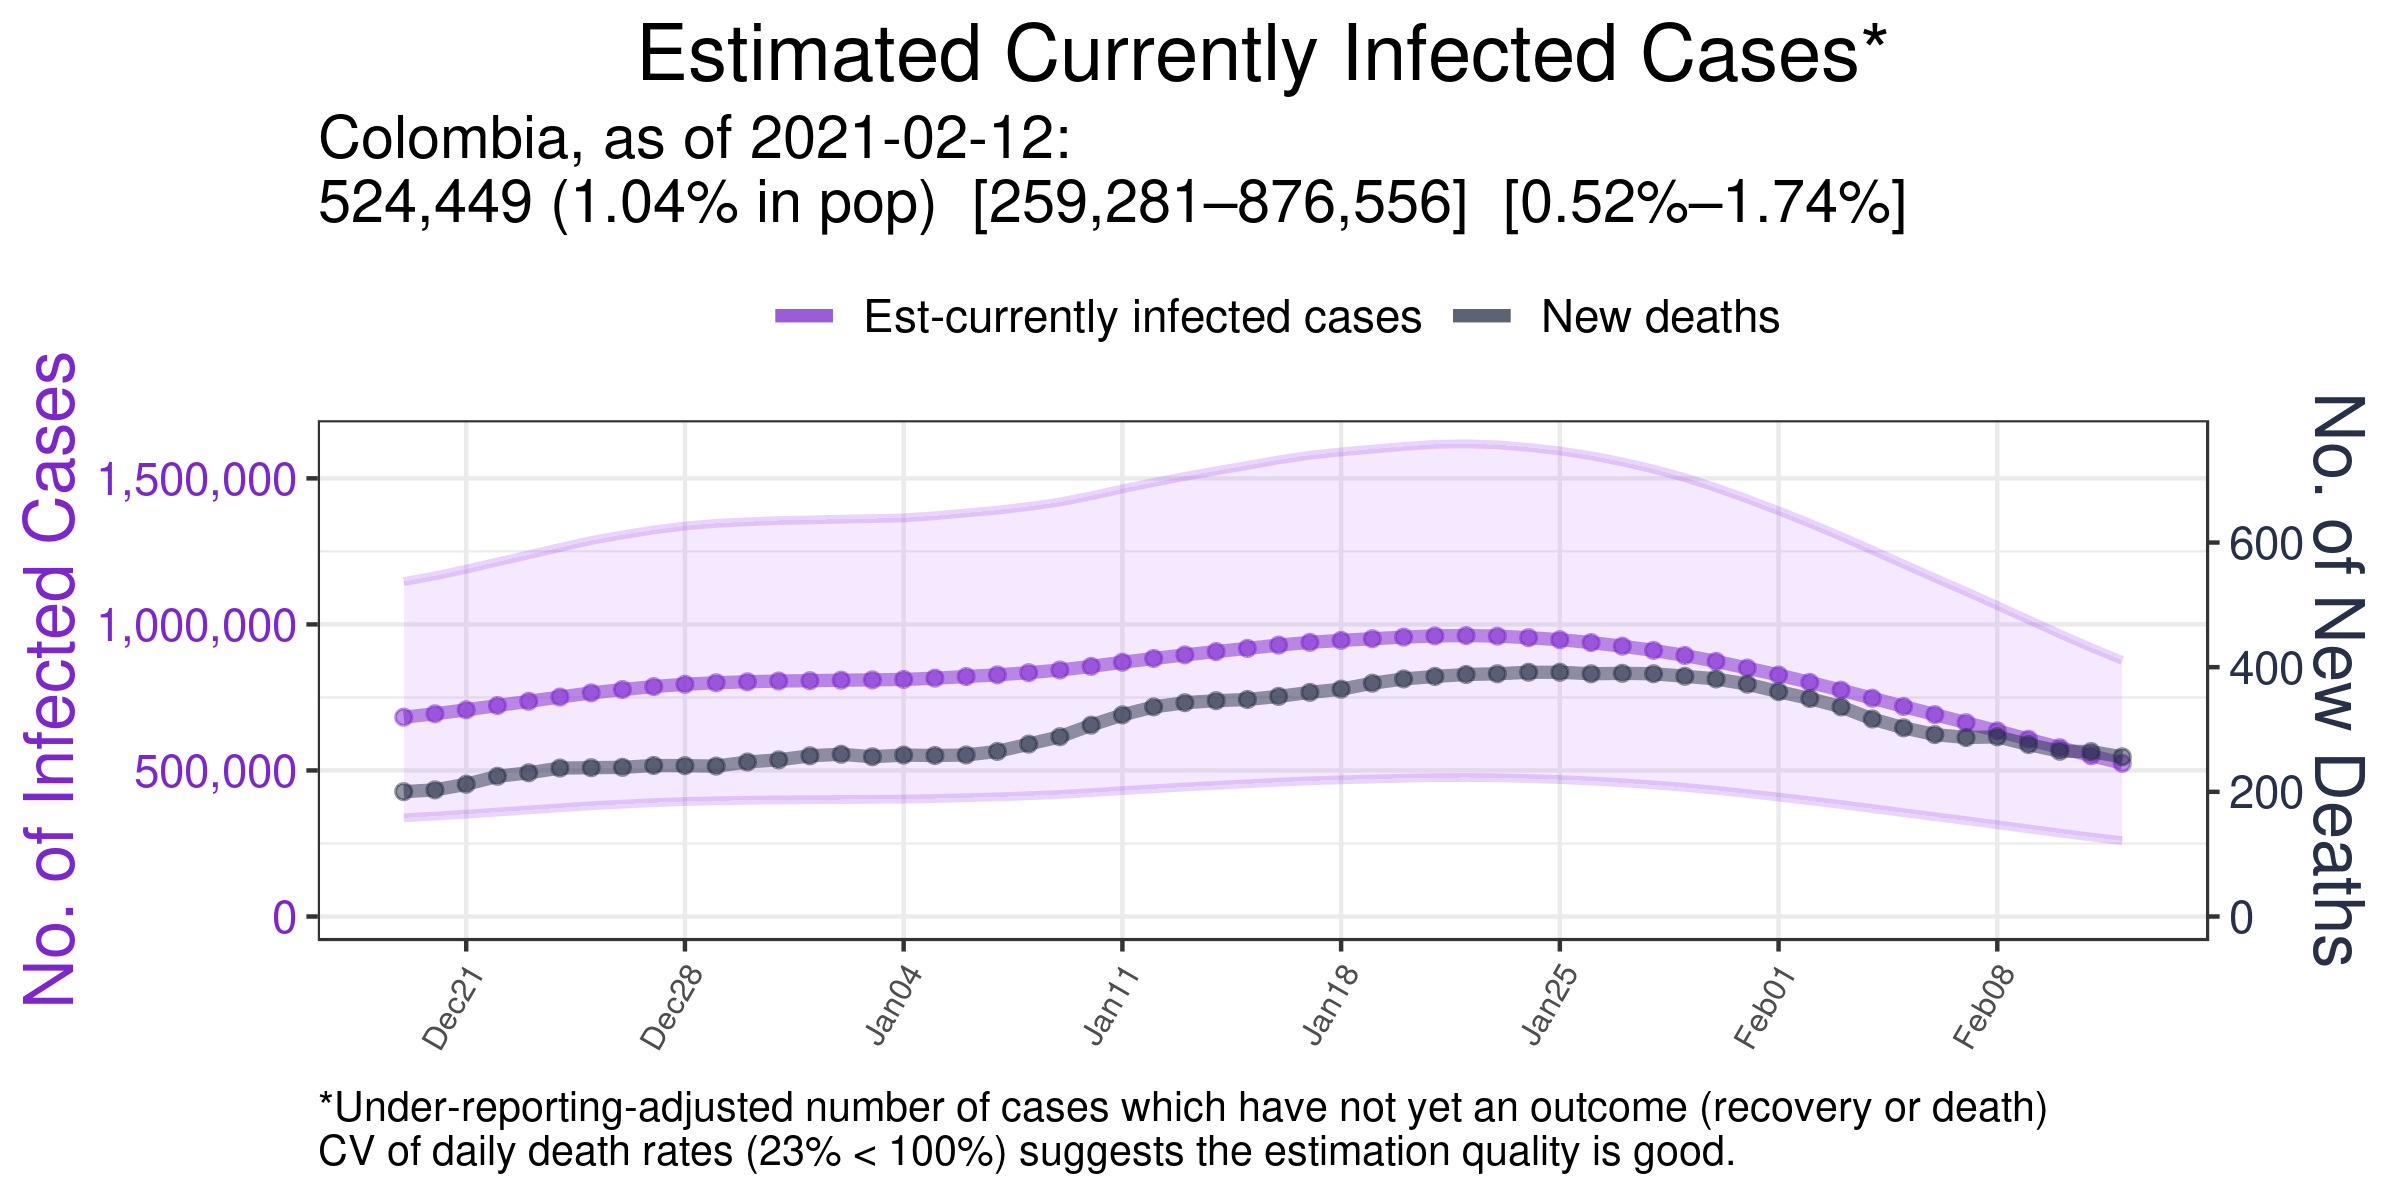 Estimated Currently Infected Cases*
Colombia, as of 2021-02-12:
524,449 (1.04% in pop) [259,281–876,556] [0.52%–1.74%]
Est-currently infected cases
New deaths
No. of Infected Cases
1,500,000
1,000,000
500,000
0
No. of New Deaths
600
400
200
0
Dec21
Dec28
Jan04
Jan11
Jan18
Jan25
Feb01
Feb08
*Under-reporting-adjusted number of cases which have not yet an outcome (recovery or death)
CV of daily death rates (23% < 100%) suggests the estimation quality is good.